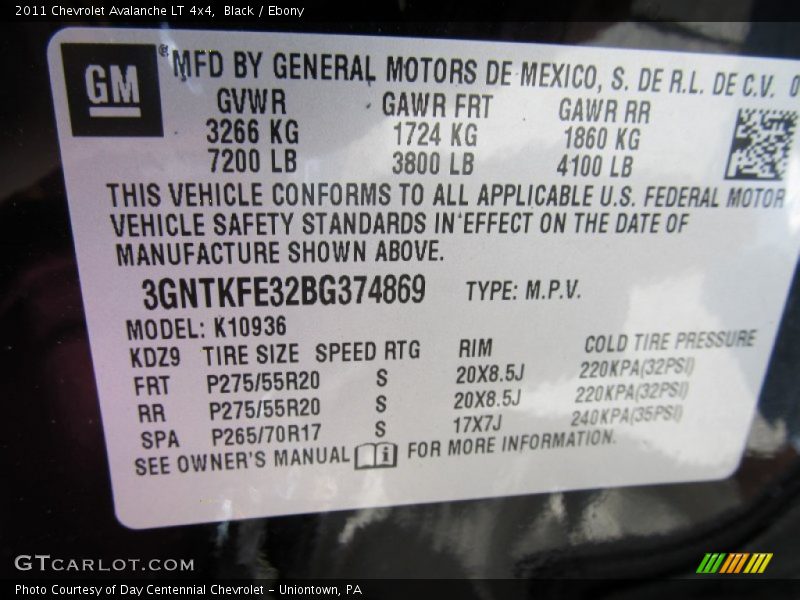 2011 Chevrolet Avalanche LT 4x4, Black / Ebony
GM
® MFD BY GENERAL MOTORS DE MEXICO, S. DE R.L. DE C.V. 0
GVWR GAWR FRT GAWR RR
3266 KG 1724 KG 1860 KG
7200 LB 3800 LB 4100 LB
THIS VEHICLE CONFORMS TO ALL APPLICABLE U.S. FEDERAL MOTOR
VEHICLE SAFETY STANDARDS IN EFFECT ON THE DATE OF
MANUFACTURE SHOWN ABOVE.
3GNTKFE32BG374869 TYPE: M.P.V.
MODEL: K10936
KDZ9 TIRE SIZE SPEED RTG RIM COLD TIRE PRESSURE
FRT P275/55R20 S 20X8.5J 220KPA(32PSI)
RR P275/55R20 S 20X8.5J 220KPA(32PSI)
SPA P265/70R17 S 17X7J 240KPA(35PSI)
SEE OWNER'S MANUAL i FOR MORE INFORMATION.
GTCARLOT.COM
Photo Courtesy of Day Centennial Chevrolet - Uniontown, PA